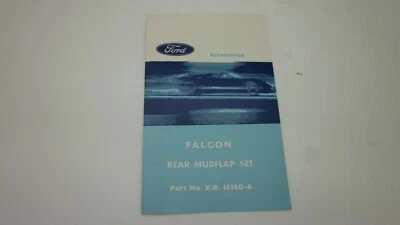 Ford
Accessories
FALCON
REAR MUDFLAP SET
Part No. X.R. 16360-A